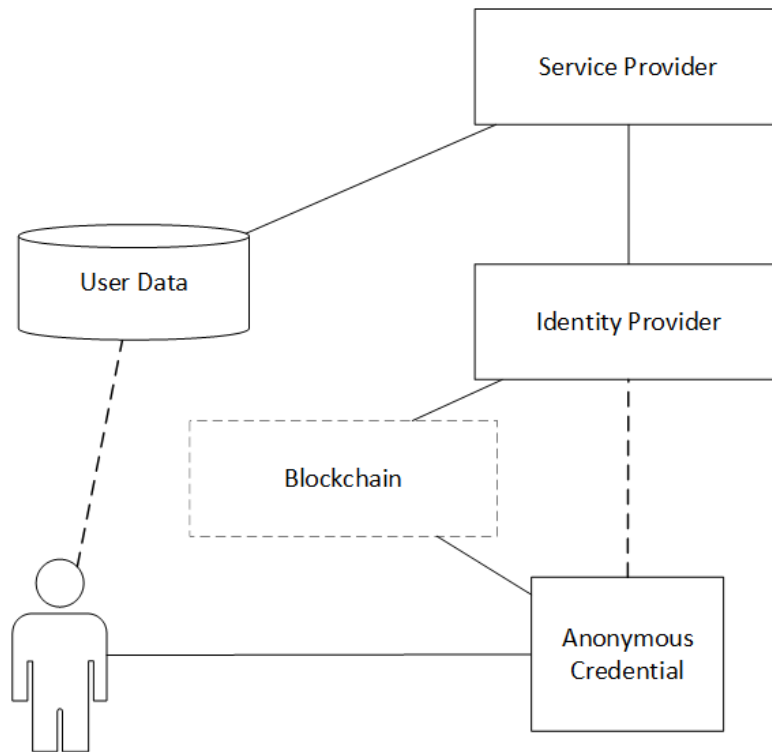 Service Provider
User Data
Identity Provider
Blockchain
Anonymous
Credential